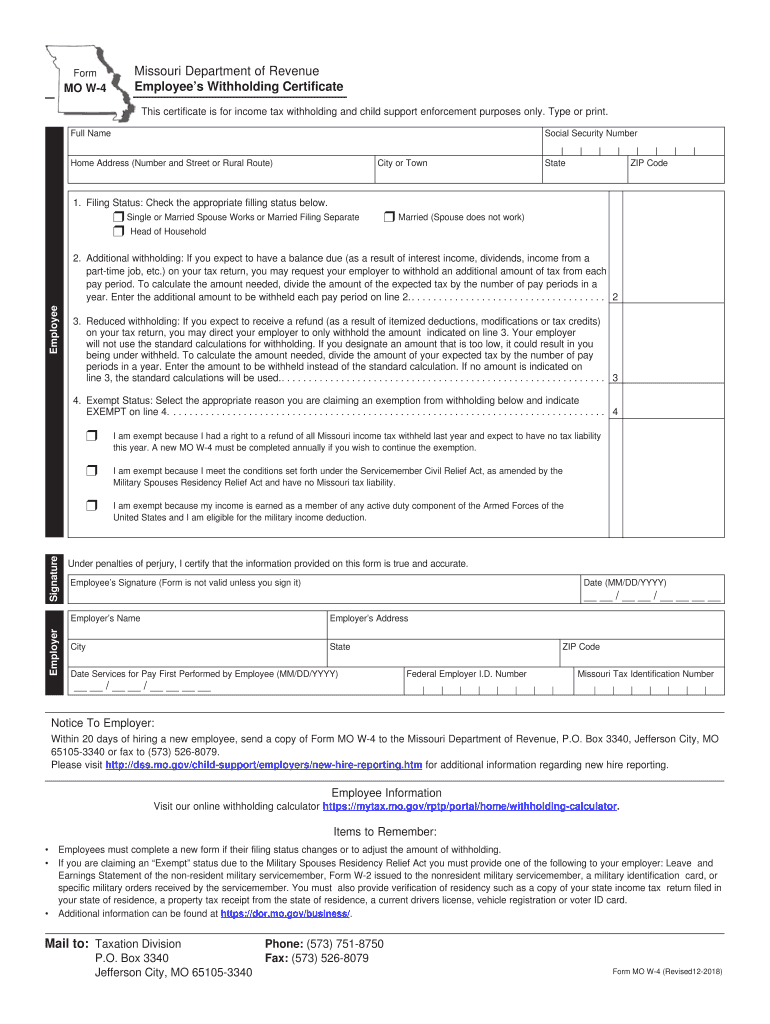 Form
MO W-4
Missouri Department of Revenue
Employee's Withholding Certificate
This certificate is for income tax withholding and child support enforcement purposes only. Type or print.
Employee
Full Name
Social Security Number
Home Address (Number and Street or Rural Route)
City or Town
State
ZIP Code
1. Filing Status: Check the appropriate filling status below.
Single or Married Spouse Works or Married Filing Separate
Married (Spouse does not work)
Head of Household
2. Additional withholding: If you expect to have a balance due (as a result of interest income, dividends, income from a
part-time job, etc.) on your tax return, you may request your employer to withhold an additional amount of tax from each
pay period. To calculate the amount needed, divide the amount of the expected tax by the number of pay periods in a
year. Enter the additional amount to be withheld each pay period on line 2. . . . . . . . . . . . . . . . . . . . . . . . . . . . . . . . . . . 2
3. Reduced withholding: If you expect to receive a refund (as a result of itemized deductions, modifications or tax credits)
on your tax return, you may direct your employer to only withhold the amount indicated on line 3. Your employer
will not use the standard calculations for withholding. If you designate an amount that is too low, it could result in you
being under withheld. To calculate the amount needed, divide the amount of your expected tax by the number of pay
periods in a year. Enter the amount to be withheld instead of the standard calculation. If no amount is indicated on
line 3, the standard calculations will be used. . . . . . . . . . . . . . . . . . . . . . . . . . . . . . . . . . . . . . . . . . . . . . . . . . . . . . . . . . . 3
4. Exempt Status: Select the appropriate reason you are claiming an exemption from withholding below and indicate
EXEMPT on line 4. . . . . . . . . . . . . . . . . . . . . . . . . . . . . . . . . . . . . . . . . . . . . . . . . . . . . . . . . . . . . . . . . . . . . . . . . . . . . . . 4
I am exempt because I had a right to a refund of all Missouri income tax withheld last year and expect to have no tax liability
this year. A new MO W-4 must be completed annually if you wish to continue the exemption.
I am exempt because I meet the conditions set forth under the Servicemember Civil Relief Act, as amended by the
Military Spouses Residency Relief Act and have no Missouri tax liability.
I am exempt because my income is earned as a member of any active duty component of the Armed Forces of the
United States and I am eligible for the military income deduction.
Signature
Under penalties of perjury, I certify that the information provided on this form is true and accurate.
Employee's Signature (Form is not valid unless you sign it)
Date (MM/DD/YYYY)
__ __ / __ __ / __ __ __ __
Employer
Employer's Name
Employer's Address
City
State
ZIP Code
Date Services for Pay First Performed by Employee (MM/DD/YYYY)
Federal Employer I.D. Number
Missouri Tax Identification Number
__ __ / __ __ / __ __ __ __
Notice To Employer:
Within 20 days of hiring a new employee, send a copy of Form MO W-4 to the Missouri Department of Revenue, P.O. Box 3340, Jefferson City, MO
65105-3340 or fax to (573) 526-8079.
Please visit http://dss.mo.gov/child-support/employers/new-hire-reporting.htm for additional information regarding new hire reporting.
Employee Information
Visit our online withholding calculator https://mytax.mo.gov/rptp/portal/home/withholding-calculator.
Items to Remember:
• Employees must complete a new form if their filing status changes or to adjust the amount of withholding.
• If you are claiming an “Exempt” status due to the Military Spouses Residency Relief Act you must provide one of the following to your employer: Leave and
Earnings Statement of the non-resident military servicemember, Form W-2 issued to the nonresident military servicemember, a military identification card, or
specific military orders received by the servicemember. You must also provide verification of residency such as a copy of your state income tax return filed in
your state of residence, a property tax receipt from the state of residence, a current drivers license, vehicle registration or voter ID card.
• Additional information can be found at https://dor.mo.gov/business/.
Mail to: Taxation Division
P.O. Box 3340
Jefferson City, MO 65105-3340
Phone: (573) 751-8750
Fax: (573) 526-8079
Form MO W-4 (Revised12-2018)